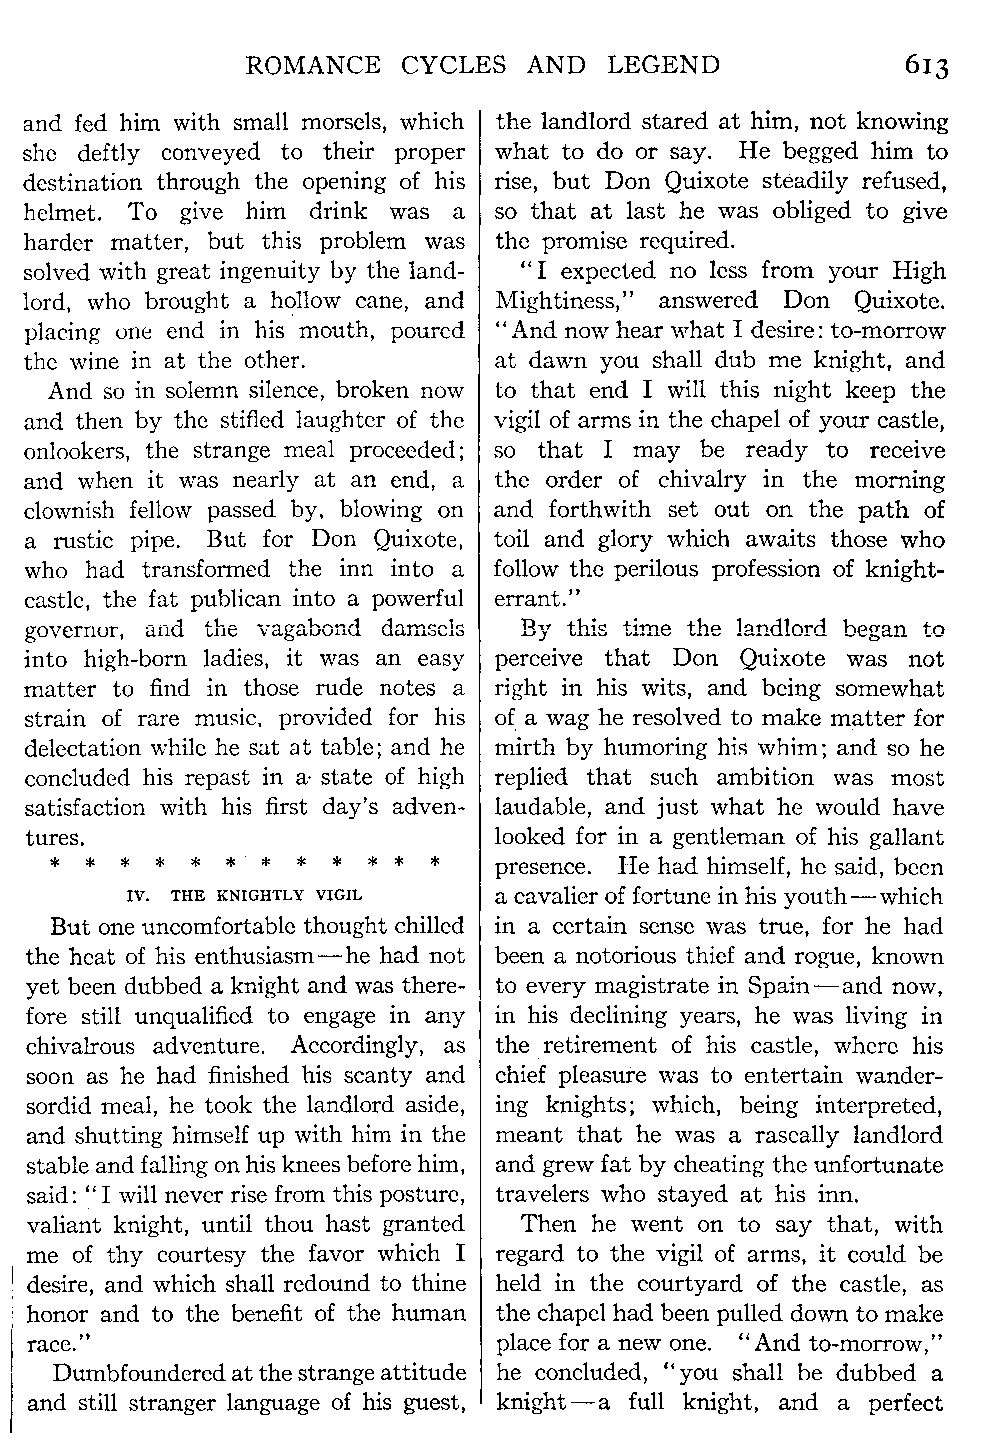 ROMANCE CYCLES AND LEGEND 613
and fed him with small morsels, which
she deftly conveyed to their proper
destination through the opening of his
helmet. To give him drink was a
harder matter, but this problem was
solved with great ingenuity by the land-
lord, who brought a hollow cane, and
placing one end in his mouth, poured
the wine in at the other.
And so in solemn silence, broken now
and then by the stifled laughter of the
onlookers, the strange meal proceeded;
and when it was nearly at an end, a
clownish fellow passed by, blowing on
a rustic pipe. But for Don Quixote,
who had transformed the inn into a
castle, the fat publican into a powerful
governor, and the vagabond damsels
into high-born ladies, it was an easy
matter to find in those rude notes a
strain of rare music, provided for his
delectation while he sat at table; and he
concluded his repast in a state of high
satisfaction with his first day's adven-
tures.
* * * * * * * * * * * *
IV. THE KNIGHTLY VIGIL
But one uncomfortable thought chilled
the heat of his enthusiasm—he had not
yet been dubbed a knight and was there-
fore still unqualified to engage in any
chivalrous adventure. Accordingly, as
soon as he had finished his scanty and
sordid meal, he took the landlord aside,
and shutting himself up with him in the
stable and falling on his knees before him,
said: "I will never rise from this posture,
valiant knight, until thou hast granted
me of thy courtesy the favor which I
desire, and which shall redound to thine
honor and to the benefit of the human
race."
Dumbfoundered at the strange attitude
and still stranger language of his guest,
the landlord stared at him, not knowing
what to do or say. He begged him to
rise, but Don Quixote steadily refused,
so that at last he was obliged to give
the promise required.
"I expected no less from your High
Mightiness," answered Don Quixote.
"And now hear what I desire: to-morrow
at dawn you shall dub me knight, and
to that end I will this night keep the
vigil of arms in the chapel of your castle,
so that I may be ready to receive
the order of chivalry in the morning
and forthwith set out on the path of
toil and glory which awaits those who
follow the perilous profession of knight-
errant."
By this time the landlord began to
perceive that Don Quixote was not
right in his wits, and being somewhat
of a wag he resolved to make matter for
mirth by humoring his whim; and so he
replied that such ambition was most
laudable, and just what he would have
looked for in a gentleman of his gallant
presence. He had himself, he said, been
a cavalier of fortune in his youth—which
in a certain sense was true, for he had
been a notorious thief and rogue, known
to every magistrate in Spain—and now,
in his declining years, he was living in
the retirement of his castle, where his
chief pleasure was to entertain wander-
ing knights; which, being interpreted,
meant that he was a rascally landlord
and grew fat by cheating the unfortunate
travelers who stayed at his inn.
Then he went on to say that, with
regard to the vigil of arms, it could be
held in the courtyard of the castle, as
the chapel had been pulled down to make
place for a new one. "And to-morrow,"
he concluded, "you shall be dubbed a
knight—a full knight, and a perfect